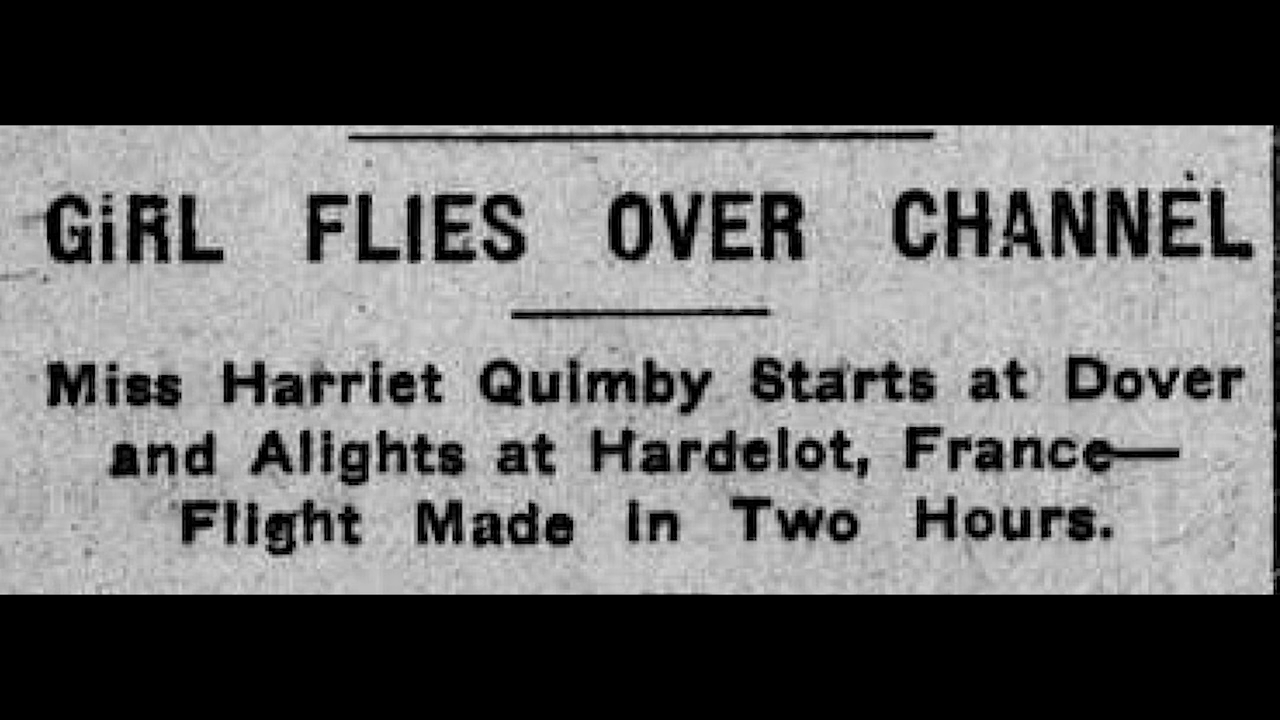 GiRL FLIES OVER CHANNEL
Miss Harriet Quimby Starts at Dover
and Alights at Hardelot, France—
Flight Made in Two Hours.